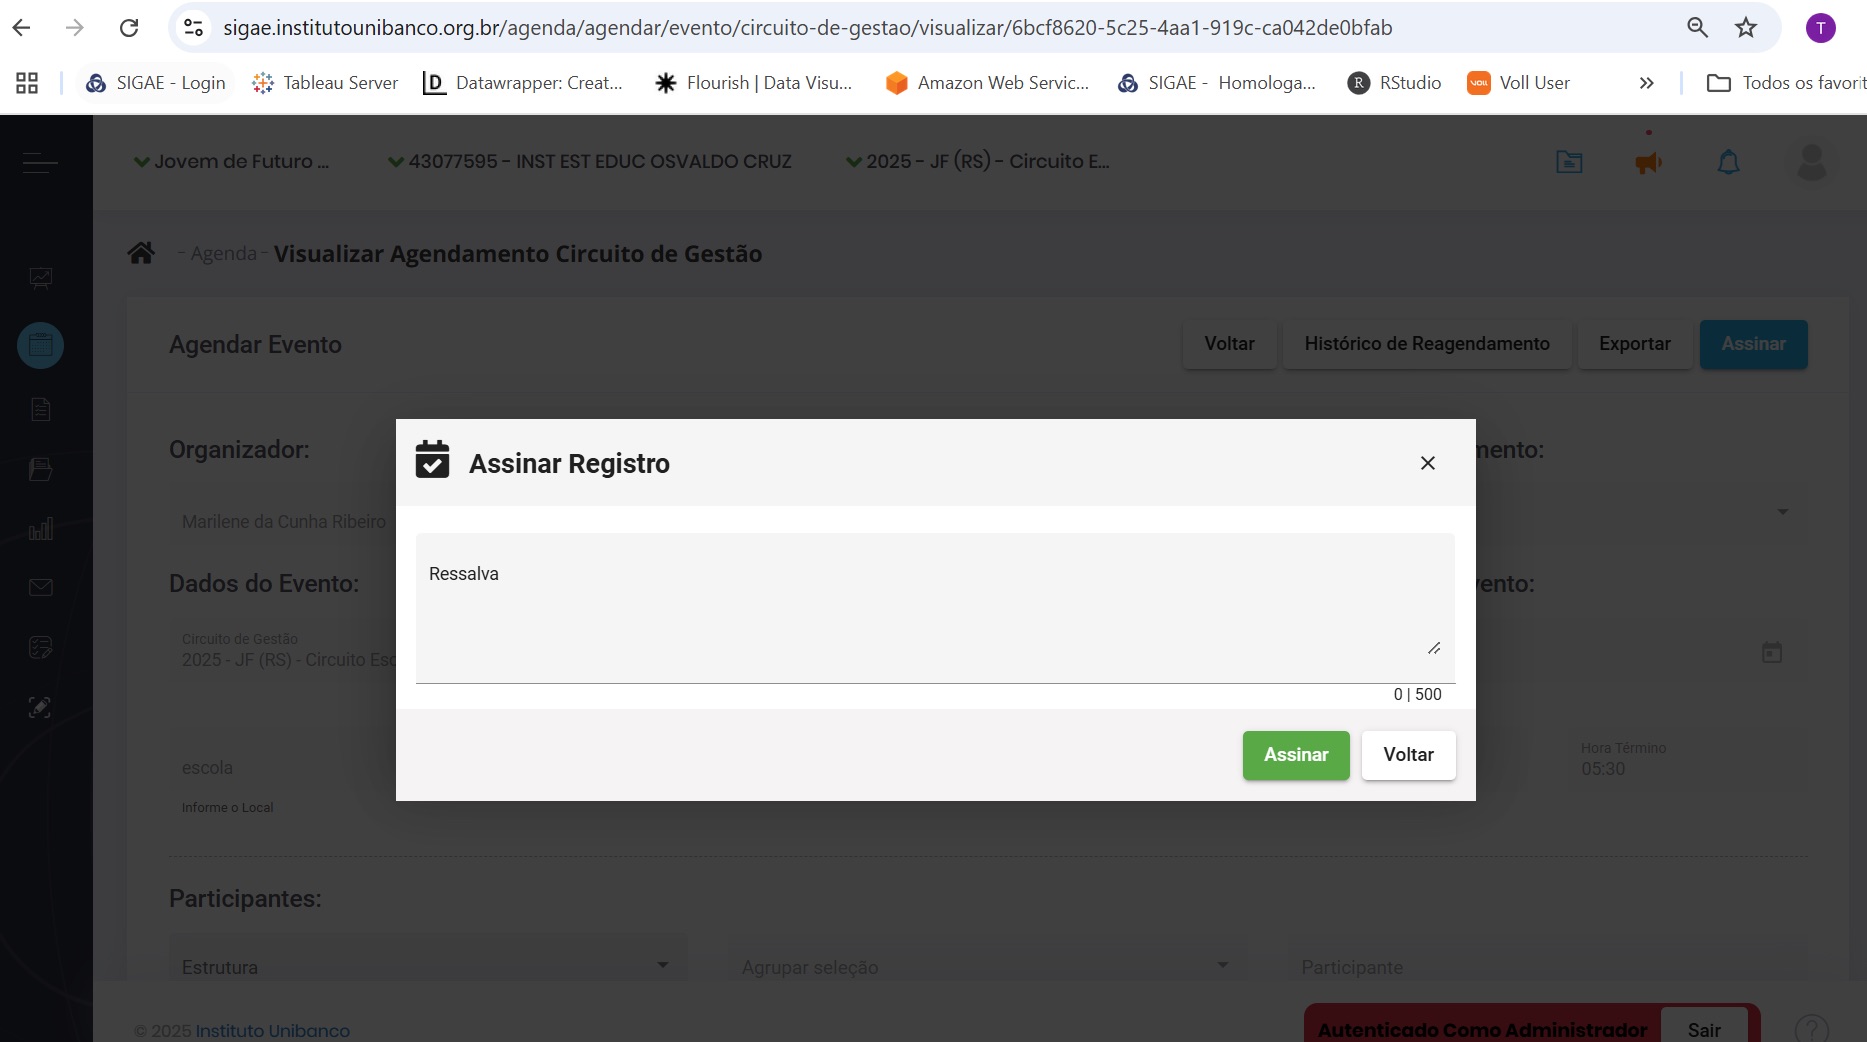 sigae.institutounibanco.org.br/agenda/agendar/evento/circuito-de-gestao/visualizar/6bcf8620-5c25-4aa1-919c-ca042de0bfab
T
SIGAE - Login
Tableau Server
Datawrapper: Creat...
Flourish | Data Visu...
Amazon Web Servic...
SIGAE - Homologa...
RStudio
Voll User
Todos os favorit
Jovem de Futuro ...
43077595 - INST EST EDUC OSVALDO CRUZ
2025 - JF (RS) - Circuito E...
- Agenda - Visualizar Agendamento Circuito de Gestão
Agendar Evento
Voltar
Histórico de Reagendamento
Exportar
Assinar
Organizador:
mento:
Assinar Registro
Marilene da Cunha Ribeiro
Ressalva
Dados do Evento:
vento:
Circuito de Gestão
2025 - JF (RS) - Circuito Esc
0 | 500
Assinar
Voltar
Hora Término
05:30
escola
Informe o Local
Participantes:
Estrutura
Agrupar seleção
Participante
© 2025 Instituto Unibanco
Autenticado Como Administrador
Sair